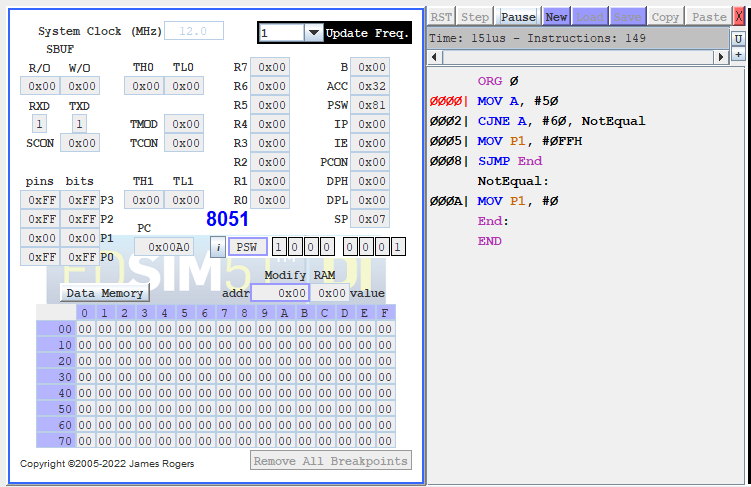 System Clock (MHz) 12.0 1 Update Freq.
SBUF
R/O W/O TH0 TL0 R7 0x00 B 0x00
0x00 0x00 0x00 0x00 R6 0x00 ACC 0x32
RXD TXD R5 0x00 PSW 0x81
1 1 TMOD 0x00 R4 0x00 IP 0x00
SCON 0x00 TCON 0x00 R3 0x00 IE 0x00
R2 0x00 PCON 0x00
pins bits TH1 TL1 R1 0x00 DPH 0x00
0xFF 0xFF P3 0x00 0x00 R0 0x00 DPL 0x00
0xFF 0xFF P2 8051 SP 0x07
0x00 0x00 P1 PC
0xFF 0xFF P0 0x00A0 i PSW 1 0 0 0 0 0 0 1
EDSIM51DI
Modify RAM
Data Memory addr 0x00 0x00 value
0 1 2 3 4 5 6 7 8 9 A B C D E F
00 00 00 00 00 00 00 00 00 00 00 00 00 00 00 00 00
10 00 00 00 00 00 00 00 00 00 00 00 00 00 00 00 00
20 00 00 00 00 00 00 00 00 00 00 00 00 00 00 00 00
30 00 00 00 00 00 00 00 00 00 00 00 00 00 00 00 00
40 00 00 00 00 00 00 00 00 00 00 00 00 00 00 00 00
50 00 00 00 00 00 00 00 00 00 00 00 00 00 00 00 00
60 00 00 00 00 00 00 00 00 00 00 00 00 00 00 00 00
70 00 00 00 00 00 00 00 00 00 00 00 00 00 00 00 00
Copyright ©2005-2022 James Rogers Remove All Breakpoints
RST Step Pause New Load Save Copy Paste X
Time: 151us - Instructions: 149 U
+
ORG 0
0000| MOV A, #50
0002| CJNE A, #60, NotEqual
0005| MOV P1, #0FFH
0008| SJMP End
NotEqual:
000A| MOV P1, #0
End:
END